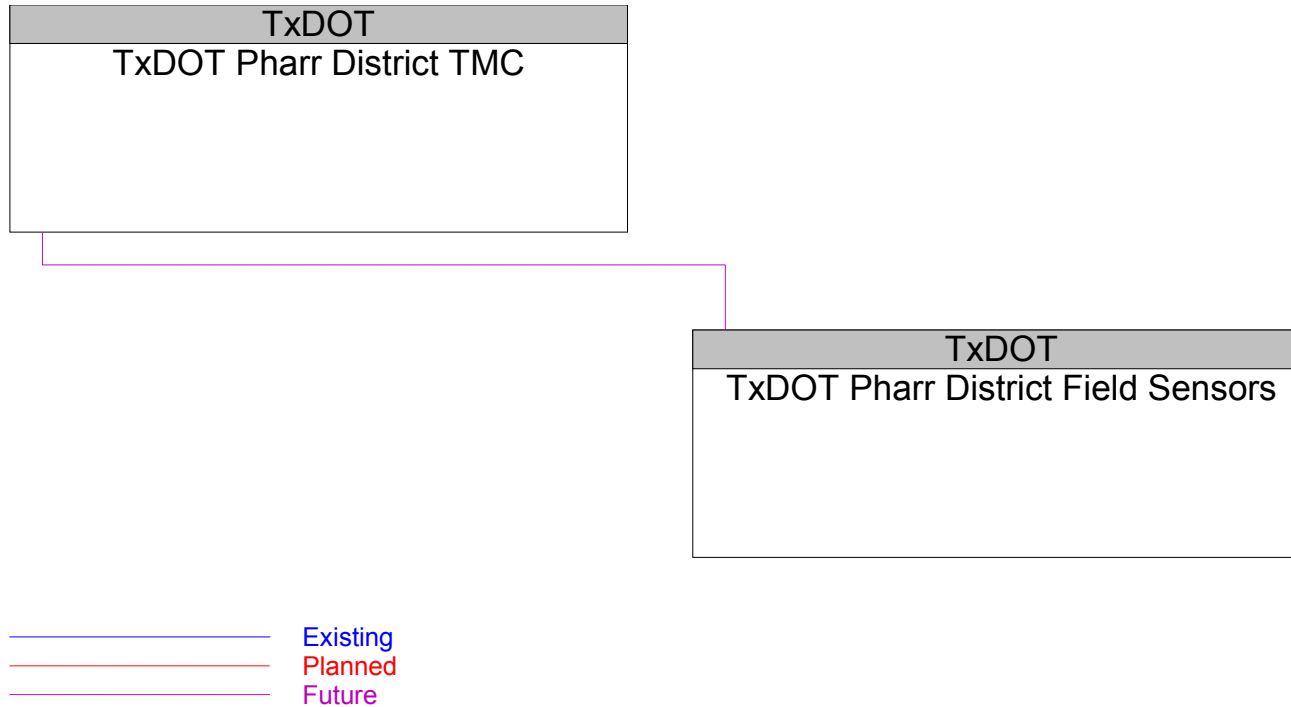 TxDOT
TxDOT Pharr District TMC
TxDOT
TxDOT Pharr District Field Sensors
Existing
Planned
Future